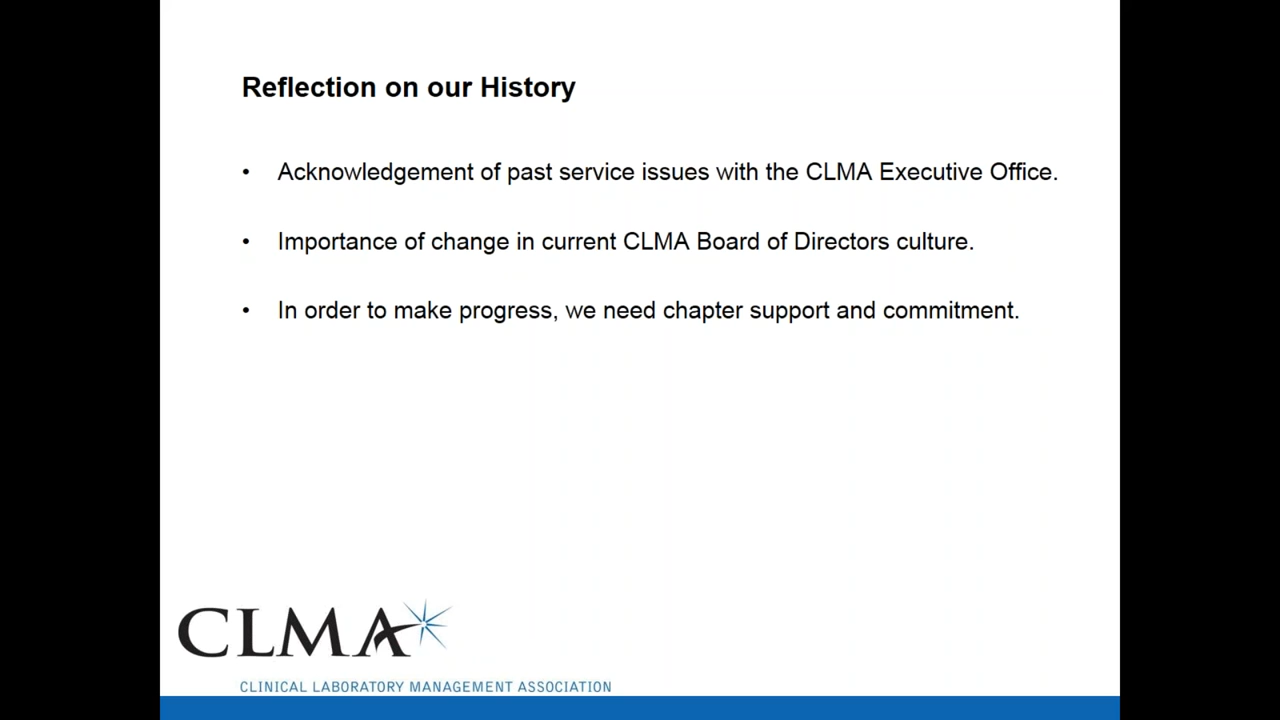 Reflection on our History
• Acknowledgement of past service issues with the CLMA Executive Office.
• Importance of change in current CLMA Board of Directors culture.
• In order to make progress, we need chapter support and commitment.
CLMA
CLINICAL LABORATORY MANAGEMENT ASSOCIATION